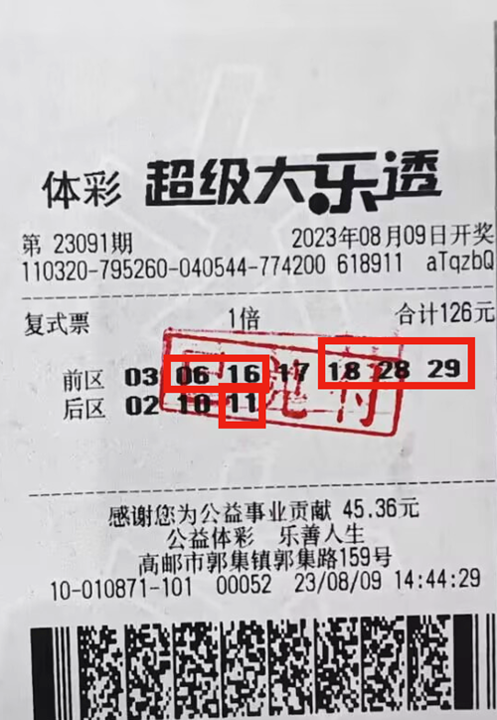 体彩 超级大乐透
第 23091期 2023年08月09日开奖
110320-795260-040544-774200 618911 aTqzbQ
复式票 1倍 合计126元
前区 03 06 16 17 18 28 29
后区 02 10 11
已兑付
感谢您为公益事业贡献 45.36元
公益体彩 乐善人生
高邮市郭集镇郭集路159号
10-010871-101 00052 23/08/09 14:44:29